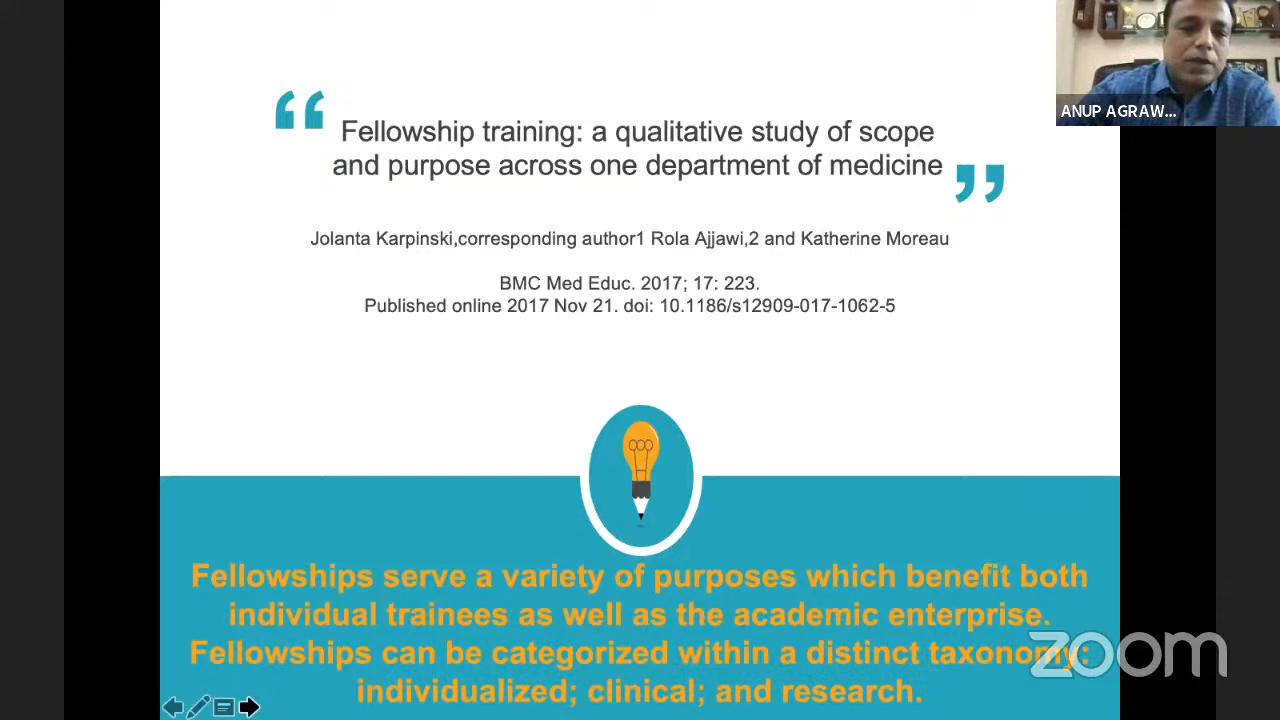 ANUP AGRAW...
“ Fellowship training: a qualitative study of scope
and purpose across one department of medicine ”
Jolanta Karpinski,corresponding author1 Rola Ajjawi,2 and Katherine Moreau
BMC Med Educ. 2017; 17: 223.
Published online 2017 Nov 21. doi: 10.1186/s12909-017-1062-5
Fellowships serve a variety of purposes which benefit both
individual trainees as well as the academic enterprise.
Fellowships can be categorized within a distinct taxonomy:
individualized; clinical; and research.
zoom